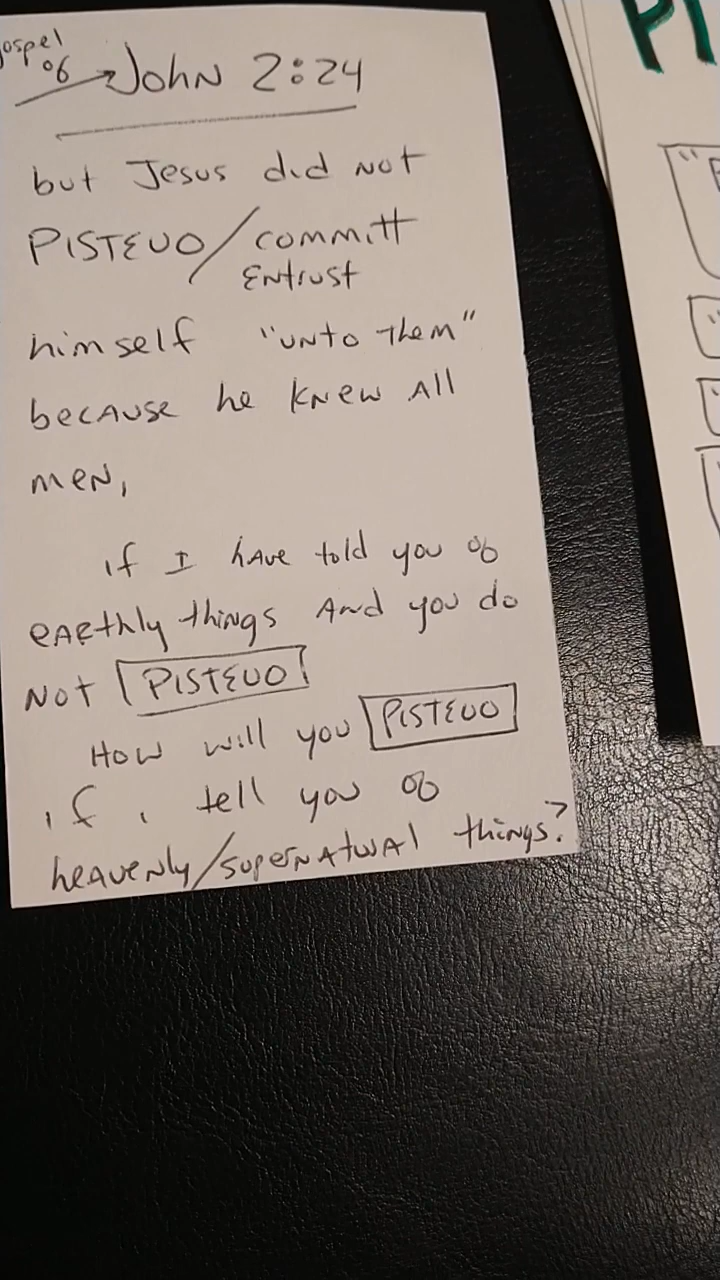 ospel
of
John 2:24
but Jesus did not
PISTEUO/committ
Entrust
himself "unto them"
because he knew all
men,
if I have told you of
earthly things and you do
not PISTEUO
How will you PISTEUO
if i tell you of
heavenly/supernatural things?
PI